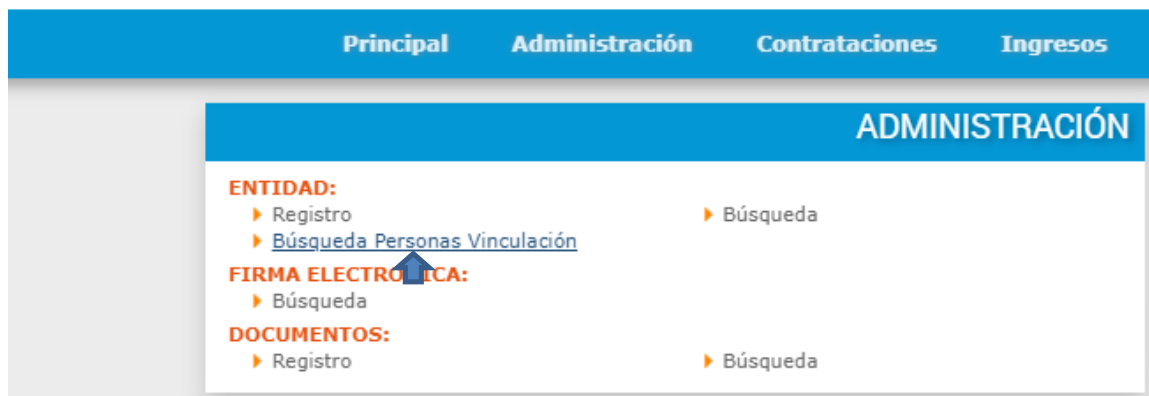 Principal Administración Contrataciones Ingresos
ADMINISTRACIÓN
ENTIDAD:
Registro Búsqueda
Búsqueda Personas Vinculación
FIRMA ELECTRÓNICA:
Búsqueda
DOCUMENTOS:
Registro Búsqueda